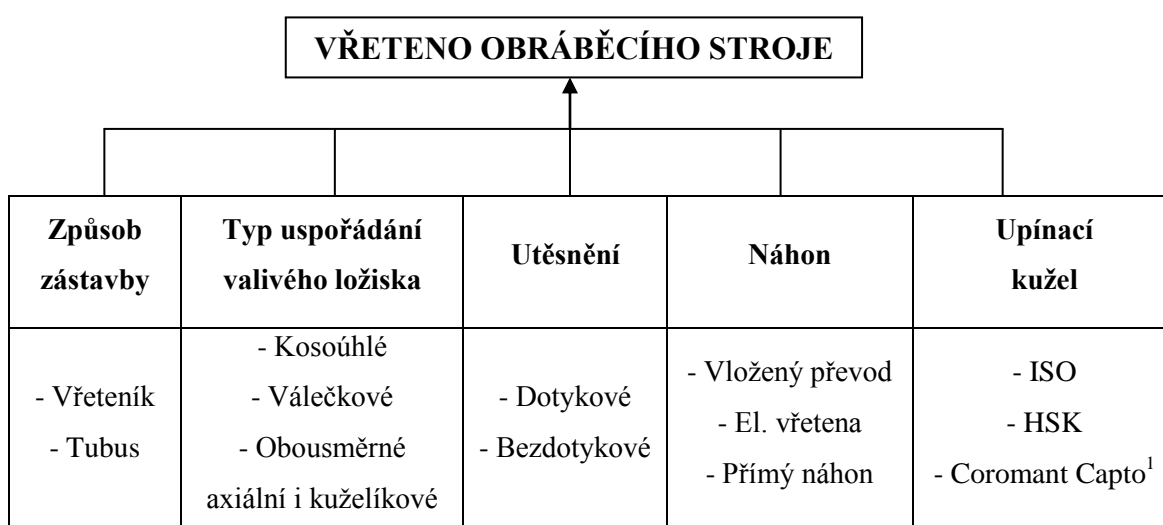 VŘETENO OBRÁBĚCÍHO STROJE
Způsob
zástavby
Typ uspořádání
valivého ložiska
Utěsnění
Náhon
Upínací
kužel
- Vřeteník
- Tubus
- Kosoúhlé
- Válečkové
- Obousměrné
axiální i kuželíkové
- Dotykové
- Bezdotykové
- Vložený převod
- El. vřetena
- Přímý náhon
- ISO
- HSK
- Coromant Capto¹